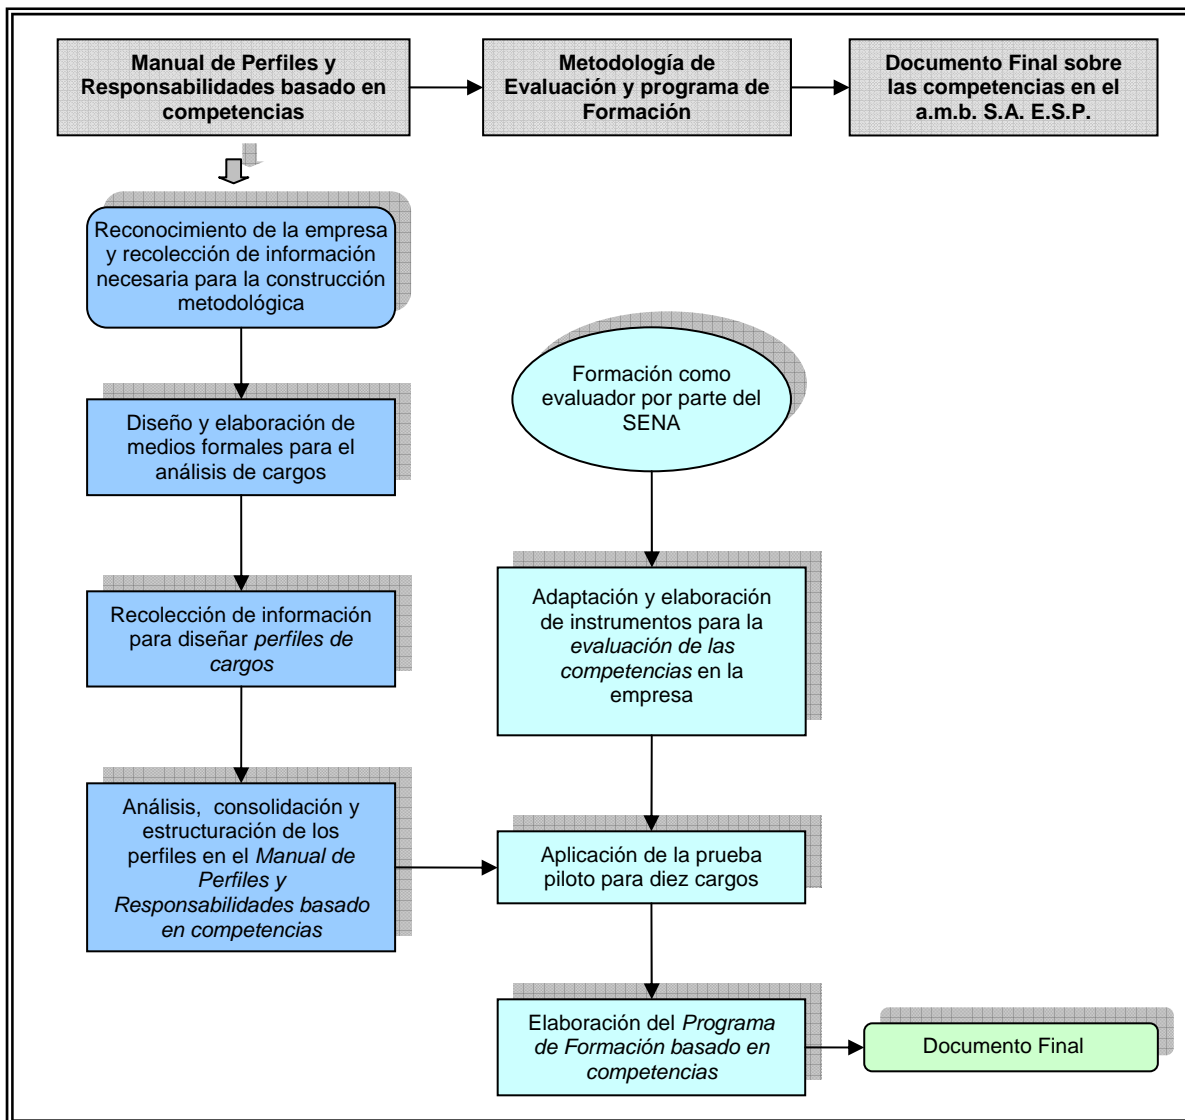 Manual de Perfiles y
Responsabilidades basado en
competencias
Metodología de
Evaluación y programa de
Formación
Documento Final sobre
las competencias en el
a.m.b. S.A. E.S.P.
Reconocimiento de la empresa
y recolección de información
necesaria para la construcción
metodológica
Diseño y elaboración de
medios formales para el
análisis de cargos
Recolección de información
para diseñar perfiles de
cargos
Análisis, consolidación y
estructuración de los
perfiles en el Manual de
Perfiles y
Responsabilidades basado
en competencias
Formación como
evaluador por parte del
SENA
Adaptación y elaboración
de instrumentos para la
evaluación de las
competencias en la
empresa
Aplicación de la prueba
piloto para diez cargos
Elaboración del Programa
de Formación basado en
competencias
Documento Final